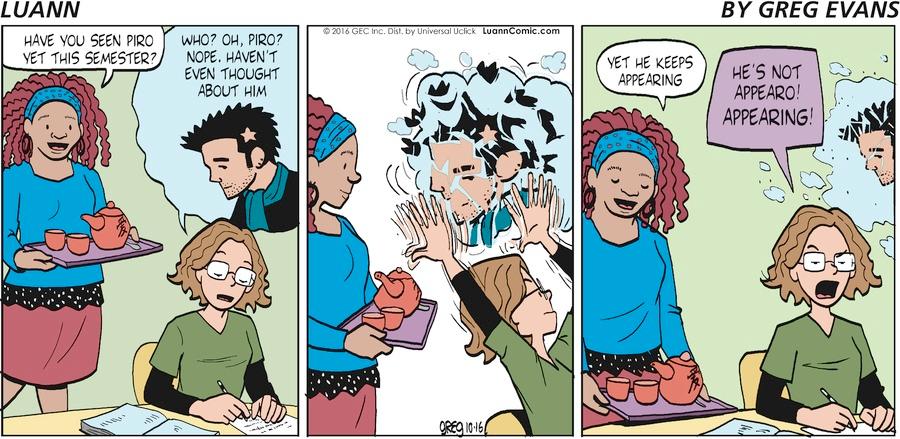 LUANN
BY GREG EVANS
HAVE YOU SEEN PIRO
YET THIS SEMESTER?
WHO? OH, PIRO?
NOPE. HAVEN'T
EVEN THOUGHT
ABOUT HIM
© 2016 GEC Inc. Dist. by Universal Uclick LuannComic.com
GREG 10•16
YET HE KEEPS
APPEARING
HE'S NOT
APPEARO!
APPEARING!